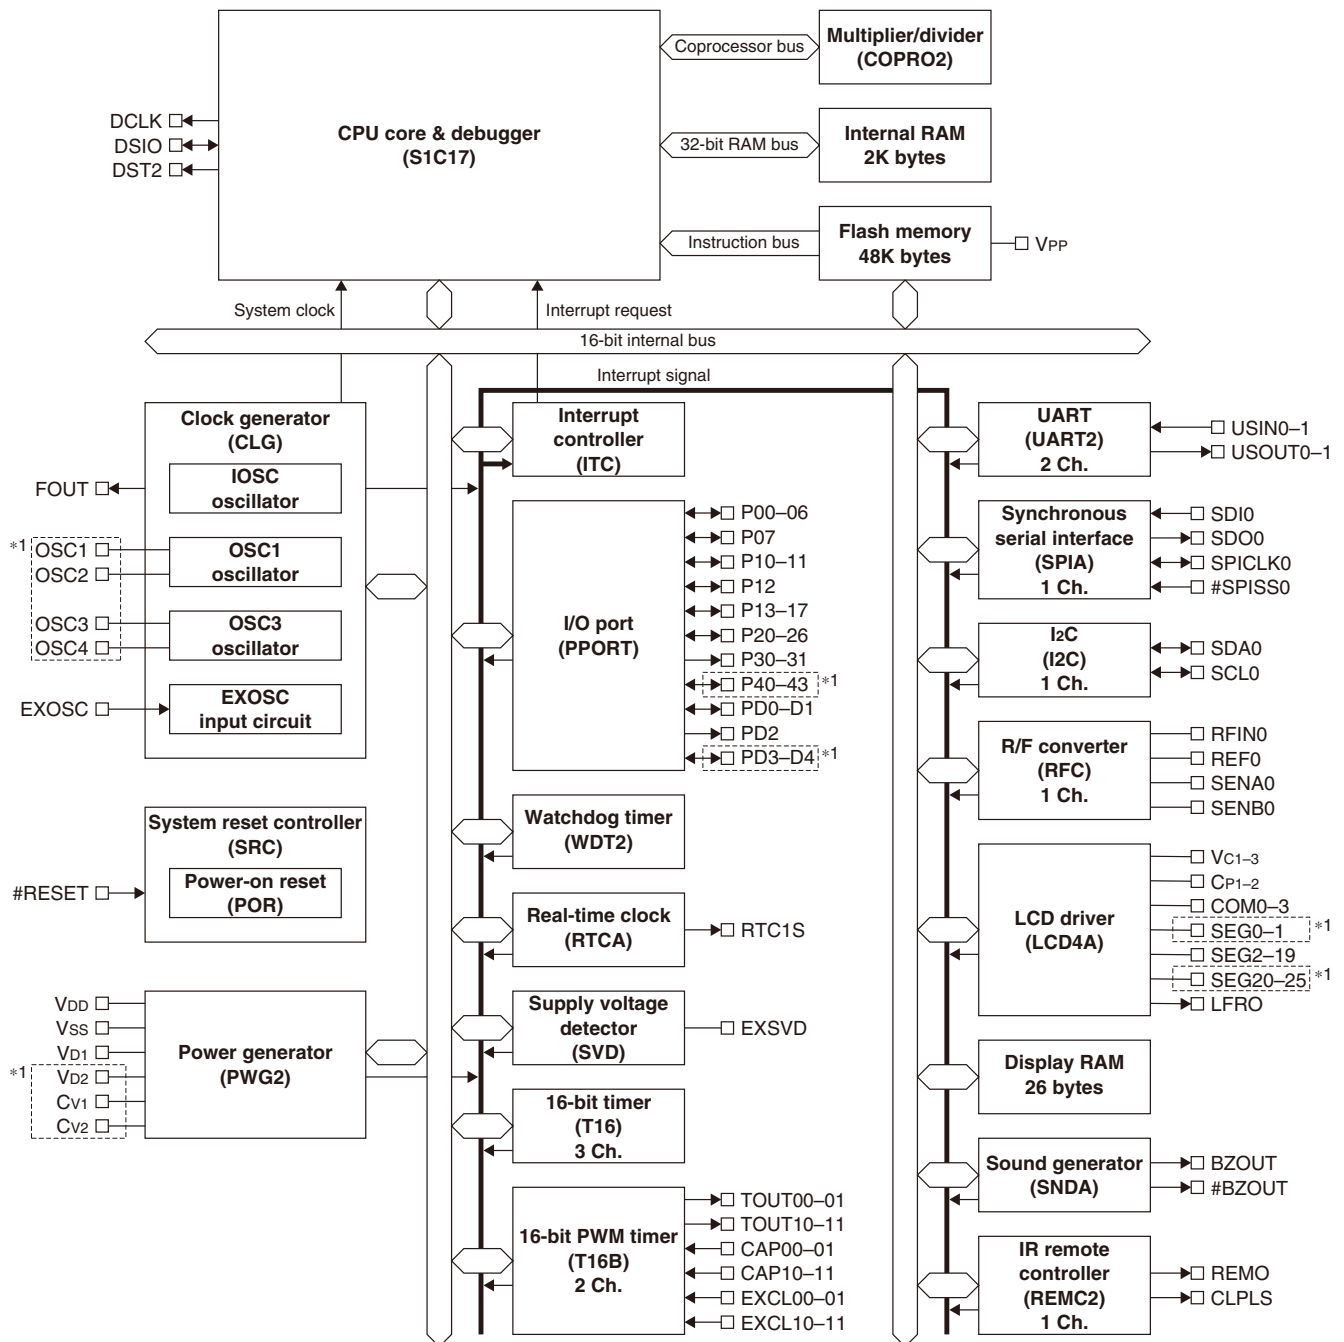 Multiplier/divider
(COPRO2)
Coprocessor bus
CPU core & debugger
(S1C17)
DCLK
DSIO
DST2
32-bit RAM bus
Internal RAM
2K bytes
Instruction bus
Flash memory
48K bytes
VPP
System clock
Interrupt request
16-bit internal bus
Interrupt signal
Clock generator
(CLG)
IOSC
oscillator
OSC1
oscillator
OSC3
oscillator
EXOSC
input circuit
FOUT
*1
OSC1
OSC2
OSC3
OSC4
EXOSC
System reset controller
(SRC)
Power-on reset
(POR)
#RESET
Power generator
(PWG2)
VDD
VSS
VD1
*1
VD2
CV1
CV2
Interrupt
controller
(ITC)
I/O port
(PPORT)
P00–06
P07
P10–11
P12
P13–17
P20–26
P30–31
P40–43 *1
PD0–D1
PD2
PD3–D4 *1
Watchdog timer
(WDT2)
Real-time clock
(RTCA)
RTC1S
Supply voltage
detector
(SVD)
EXSVD
16-bit timer
(T16)
3 Ch.
16-bit PWM timer
(T16B)
2 Ch.
TOUT00–01
TOUT10–11
CAP00–01
CAP10–11
EXCL00–01
EXCL10–11
UART
(UART2)
2 Ch.
USIN0–1
USOUT0–1
Synchronous
serial interface
(SPIA)
1 Ch.
SDI0
SDO0
SPICLK0
#SPISS0
I2C
(I2C)
1 Ch.
SDA0
SCL0
R/F converter
(RFC)
1 Ch.
RFIN0
REF0
SENA0
SENB0
LCD driver
(LCD4A)
VC1–3
CP1–2
COM0–3
SEG0–1 *1
SEG2–19
SEG20–25 *1
LFRO
Display RAM
26 bytes
Sound generator
(SNDA)
BZOUT
#BZOUT
IR remote
controller
(REMC2)
1 Ch.
REMO
CLPLS